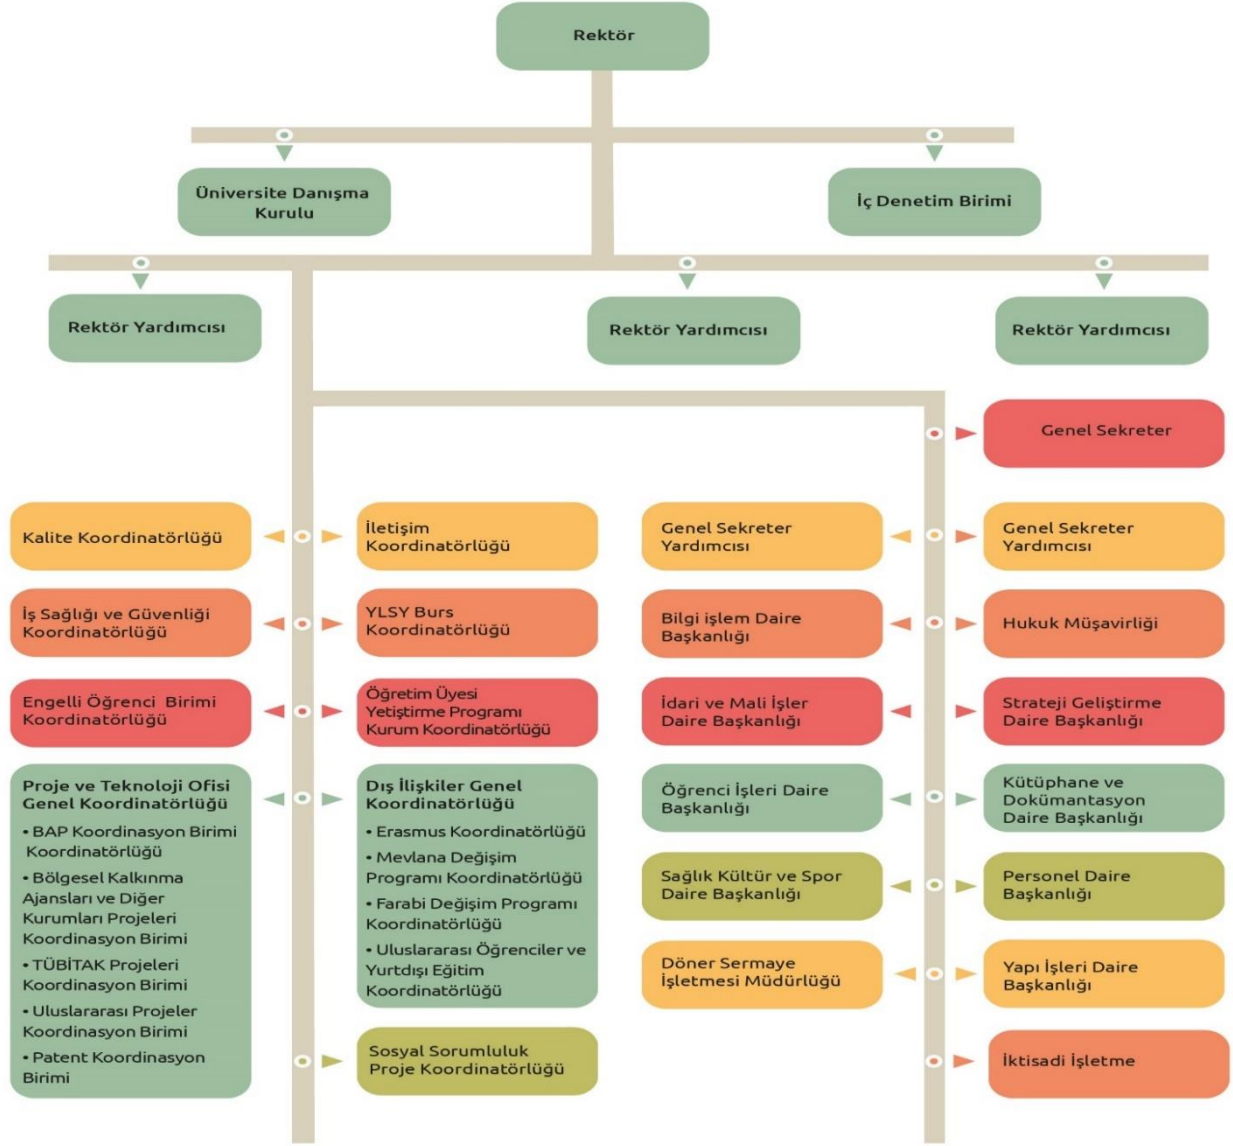 Rektör
Üniversite Danışma
Kurulu
İç Denetim Birimi
Rektör Yardımcısı
Rektör Yardımcısı
Rektör Yardımcısı
Genel Sekreter
Kalite Koordinatörlüğü
İletişim
Koordinatörlüğü
Genel Sekreter
Yardımcısı
Genel Sekreter
Yardımcısı
İş Sağlığı ve Güvenliği
Koordinatörlüğü
YLSY Burs
Koordinatörlüğü
Bilgi işlem Daire
Başkanlığı
Hukuk Müşavirliği
Engelli Öğrenci Birimi
Koordinatörlüğü
Öğretim Üyesi
Yetiştirme Programı
Kurum Koordinatörlüğü
İdari ve Mali İşler
Daire Başkanlığı
Strateji Geliştirme
Daire Başkanlığı
Proje ve Teknoloji Ofisi
Genel Koordinatörlüğü
• BAP Koordinasyon Birimi
Koordinatörlüğü
• Bölgesel Kalkınma
Ajansları ve Diğer
Kurumları Projeleri
Koordinasyon Birimi
• TÜBİTAK Projeleri
Koordinasyon Birimi
• Uluslararası Projeler
Koordinasyon Birimi
• Patent Koordinasyon
Birimi
Dış İlişkiler Genel
Koordinatörlüğü
• Erasmus Koordinatörlüğü
• Mevlana Değişim
Programı Koordinatörlüğü
• Farabi Değişim Programı
Koordinatörlüğü
• Uluslararası Öğrenciler ve
Yurtdışı Eğitim
Koordinatörlüğü
Öğrenci İşleri Daire
Başkanlığı
Kütüphane ve
Dokümantasyon
Daire Başkanlığı
Sağlık Kültür ve Spor
Daire Başkanlığı
Personel Daire
Başkanlığı
Döner Sermaye
İşletmesi Müdürlüğü
Yapı İşleri Daire
Başkanlığı
Sosyal Sorumluluk
Proje Koordinatörlüğü
İktisadi İşletme